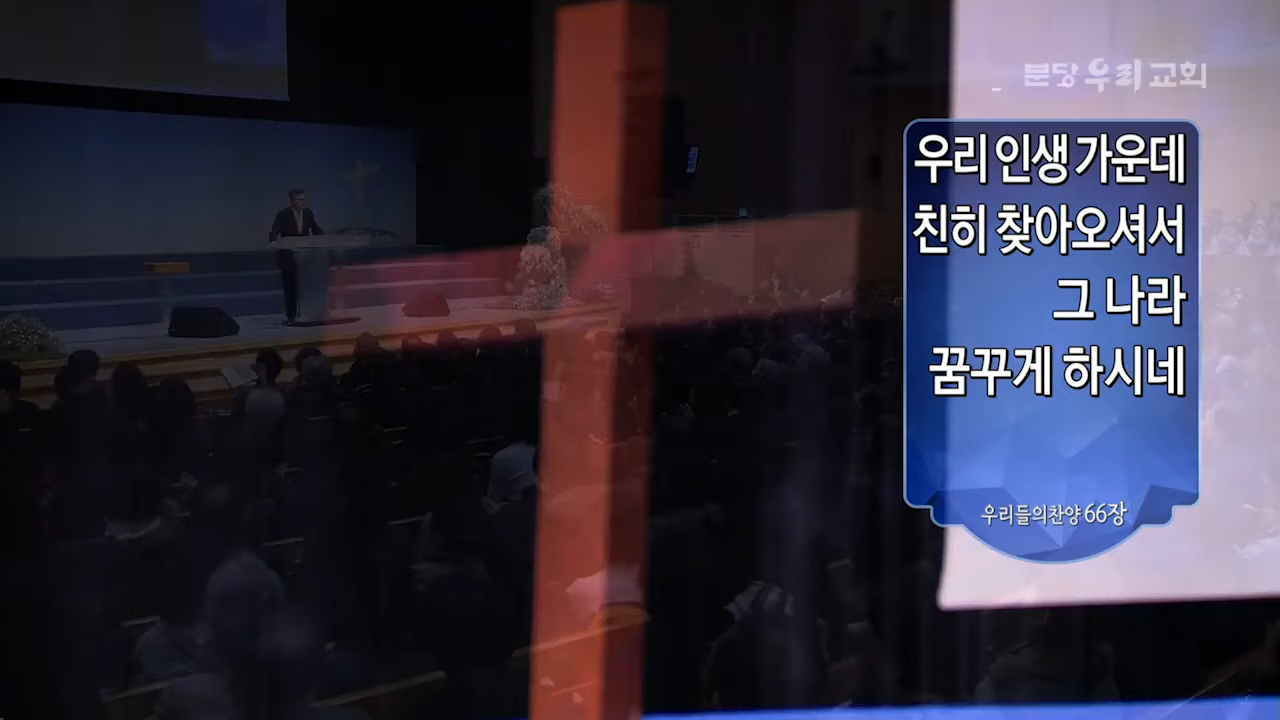 분당우리교회
우리 인생 가운데
친히 찾아오셔서
그 나라
꿈꾸게 하시네
우리들의찬양 66장